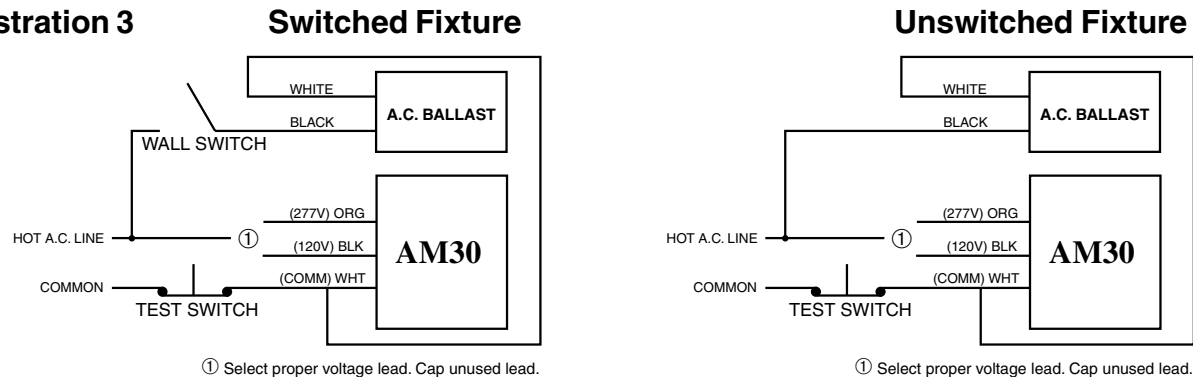 stration 3
Switched Fixture
WHITE
A.C. BALLAST
BLACK
WALL SWITCH
(277V) ORG
HOT A.C. LINE
①
(120V) BLK
AM30
COMMON
(COMM) WHT
TEST SWITCH
① Select proper voltage lead. Cap unused lead.
Unswitched Fixture
WHITE
A.C. BALLAST
BLACK
(277V) ORG
HOT A.C. LINE
①
(120V) BLK
AM30
COMMON
(COMM) WHT
TEST SWITCH
① Select proper voltage lead. Cap unused lead.